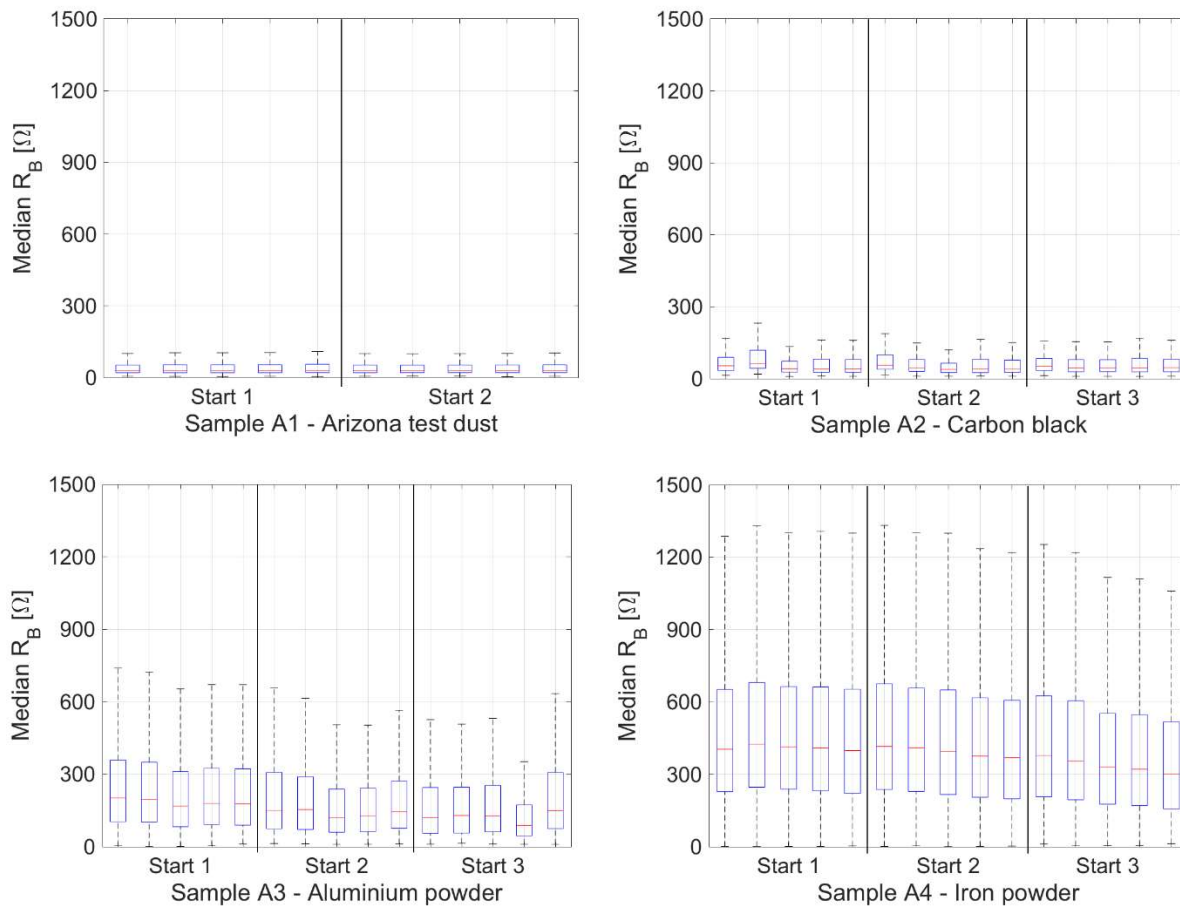 1500
1200
900
600
300
0
Median R_B [Ω]
Start 1 Start 2
Sample A1 - Arizona test dust
1500
1200
900
600
300
0
Median R_B [Ω]
Start 1 Start 2 Start 3
Sample A2 - Carbon black
1500
1200
900
600
300
0
Median R_B [Ω]
Start 1 Start 2 Start 3
Sample A3 - Aluminium powder
1500
1200
900
600
300
0
Median R_B [Ω]
Start 1 Start 2 Start 3
Sample A4 - Iron powder